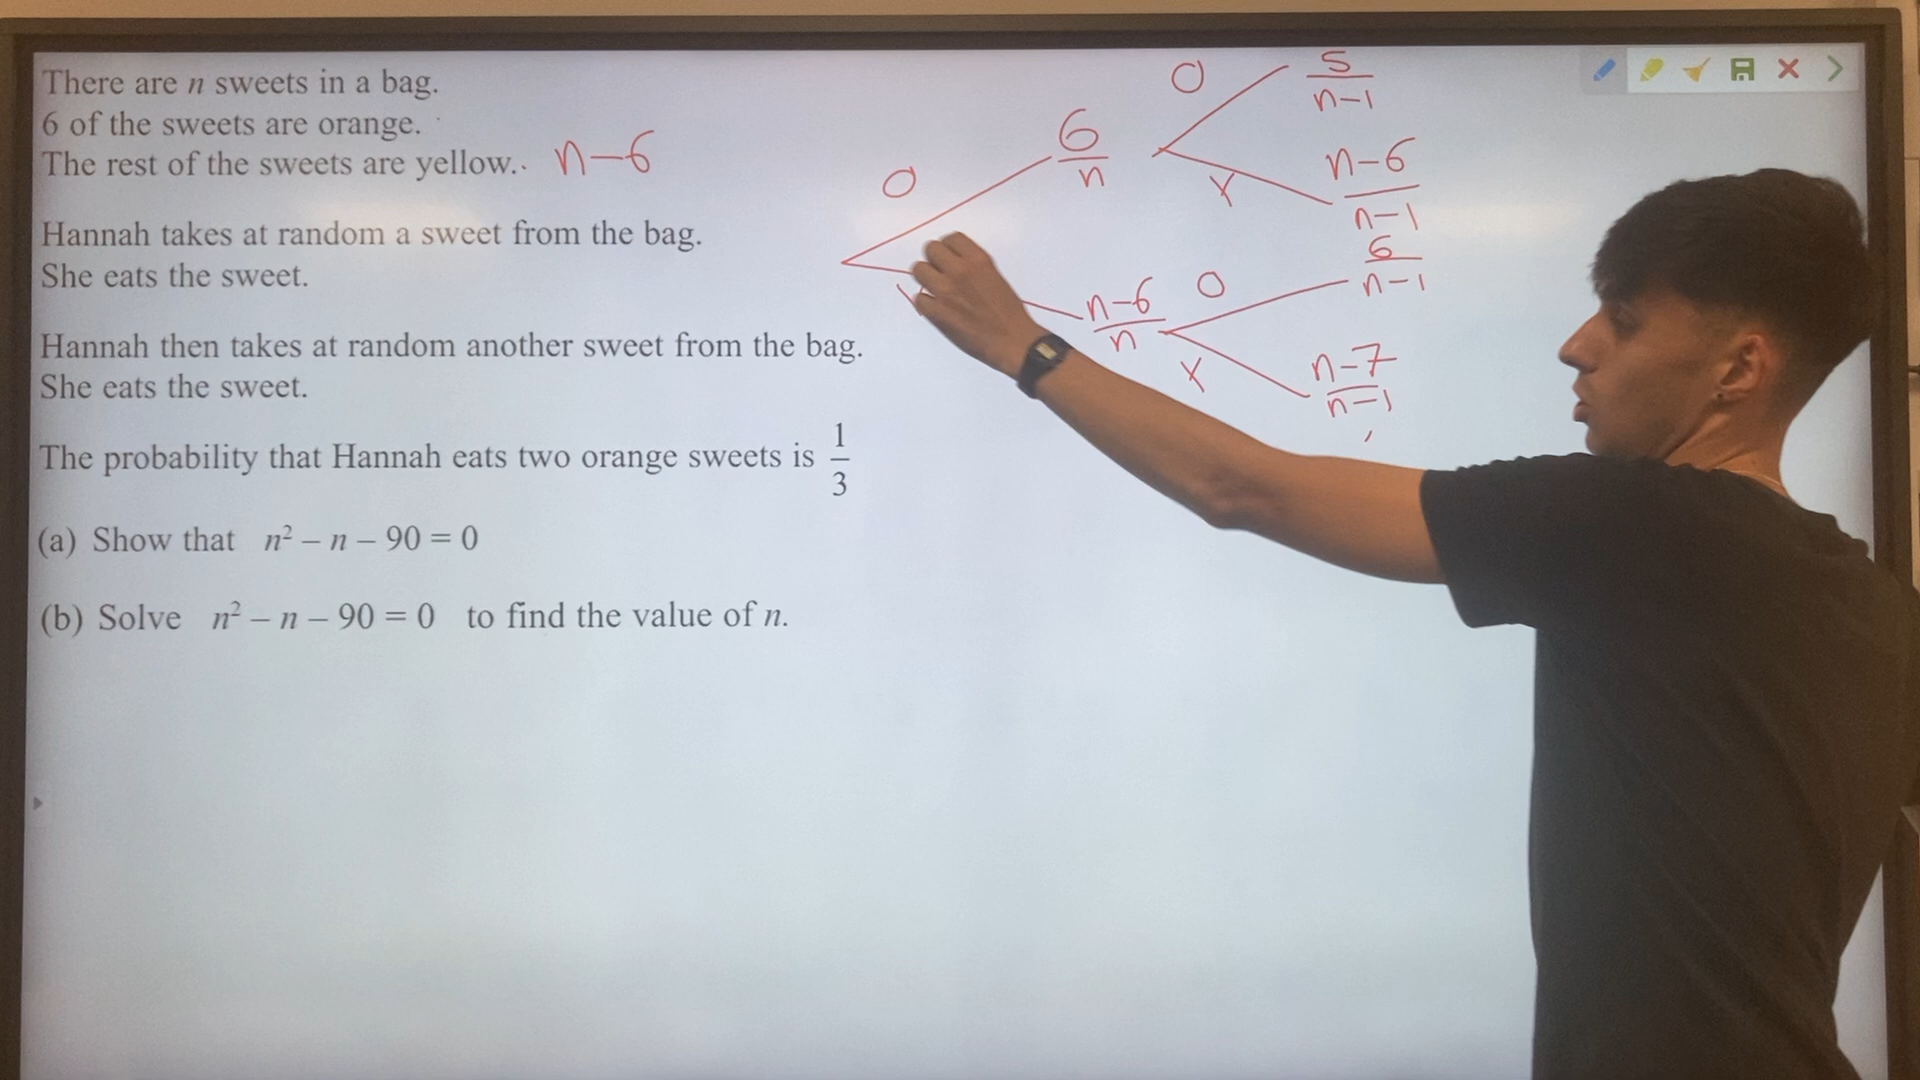 There are n sweets in a bag.
6 of the sweets are orange.
The rest of the sweets are yellow. n-6
Hannah takes at random a sweet from the bag.
She eats the sweet.
Hannah then takes at random another sweet from the bag.
She eats the sweet.
The probability that Hannah eats two orange sweets is 1/3
(a) Show that n² – n – 90 = 0
(b) Solve n² – n – 90 = 0 to find the value of n.
O 6/n
O 5/n-1
Y n-6/n-1
n-6/n
O 6/n-1
Y n-7/n-1